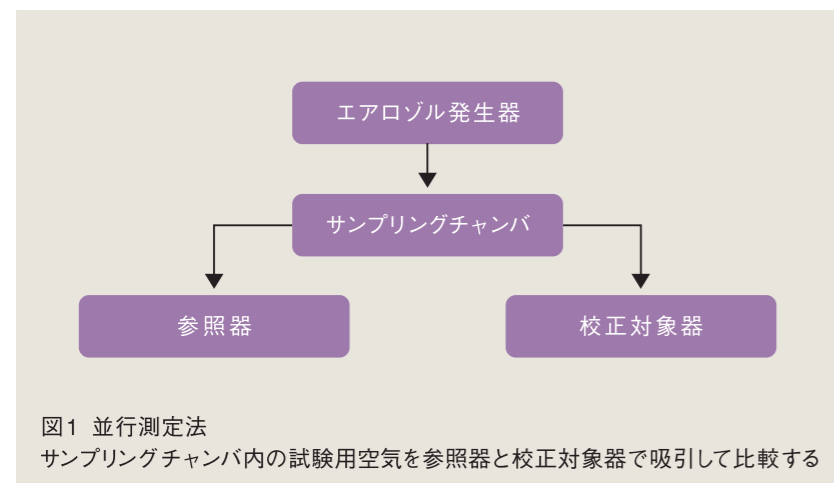 エアロゾル発生器
サンプリングチャンバ
参照器
校正対象器
図1 並行測定法
サンプリングチャンバ内の試験用空気を参照器と校正対象器で吸引して比較する